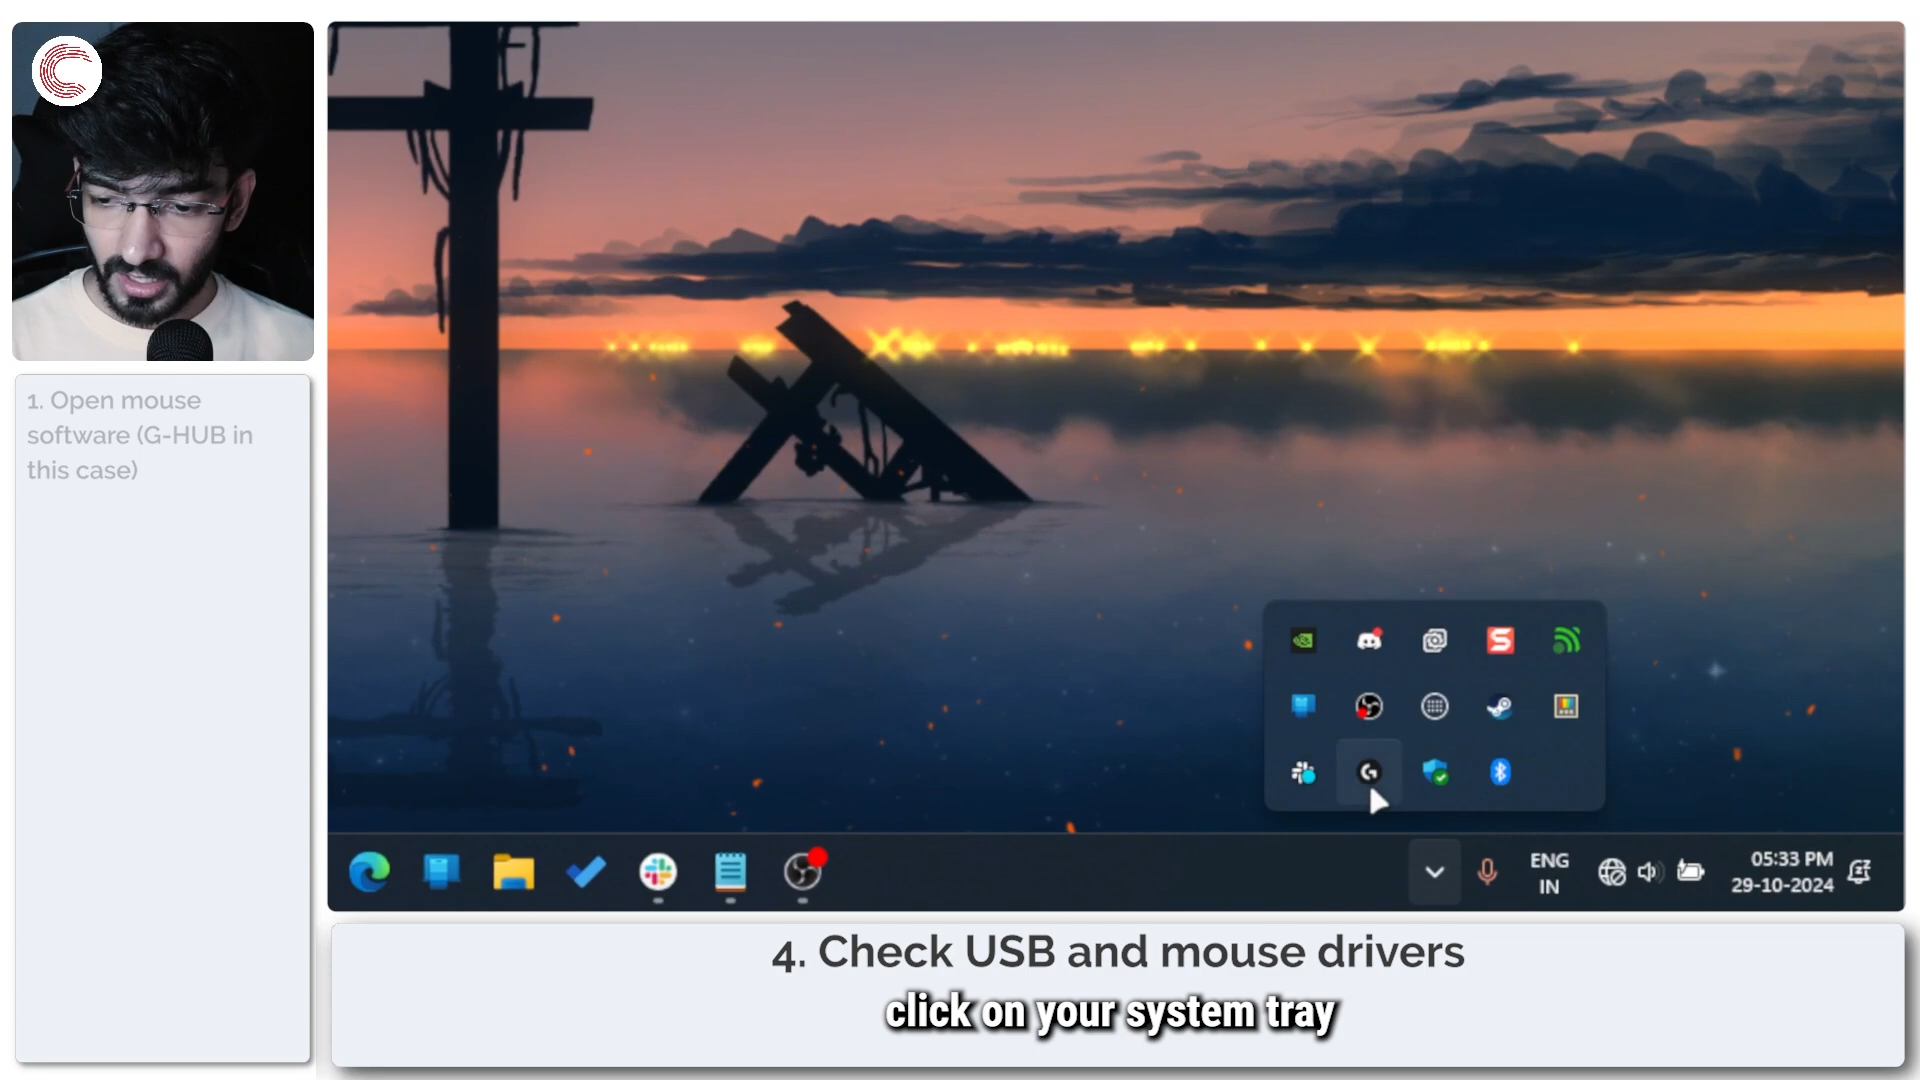 1. Open mouse
software (G-HUB in
this case)
ENG
IN
05:33 PM
29-10-2024
4. Check USB and mouse drivers
click on your system tray